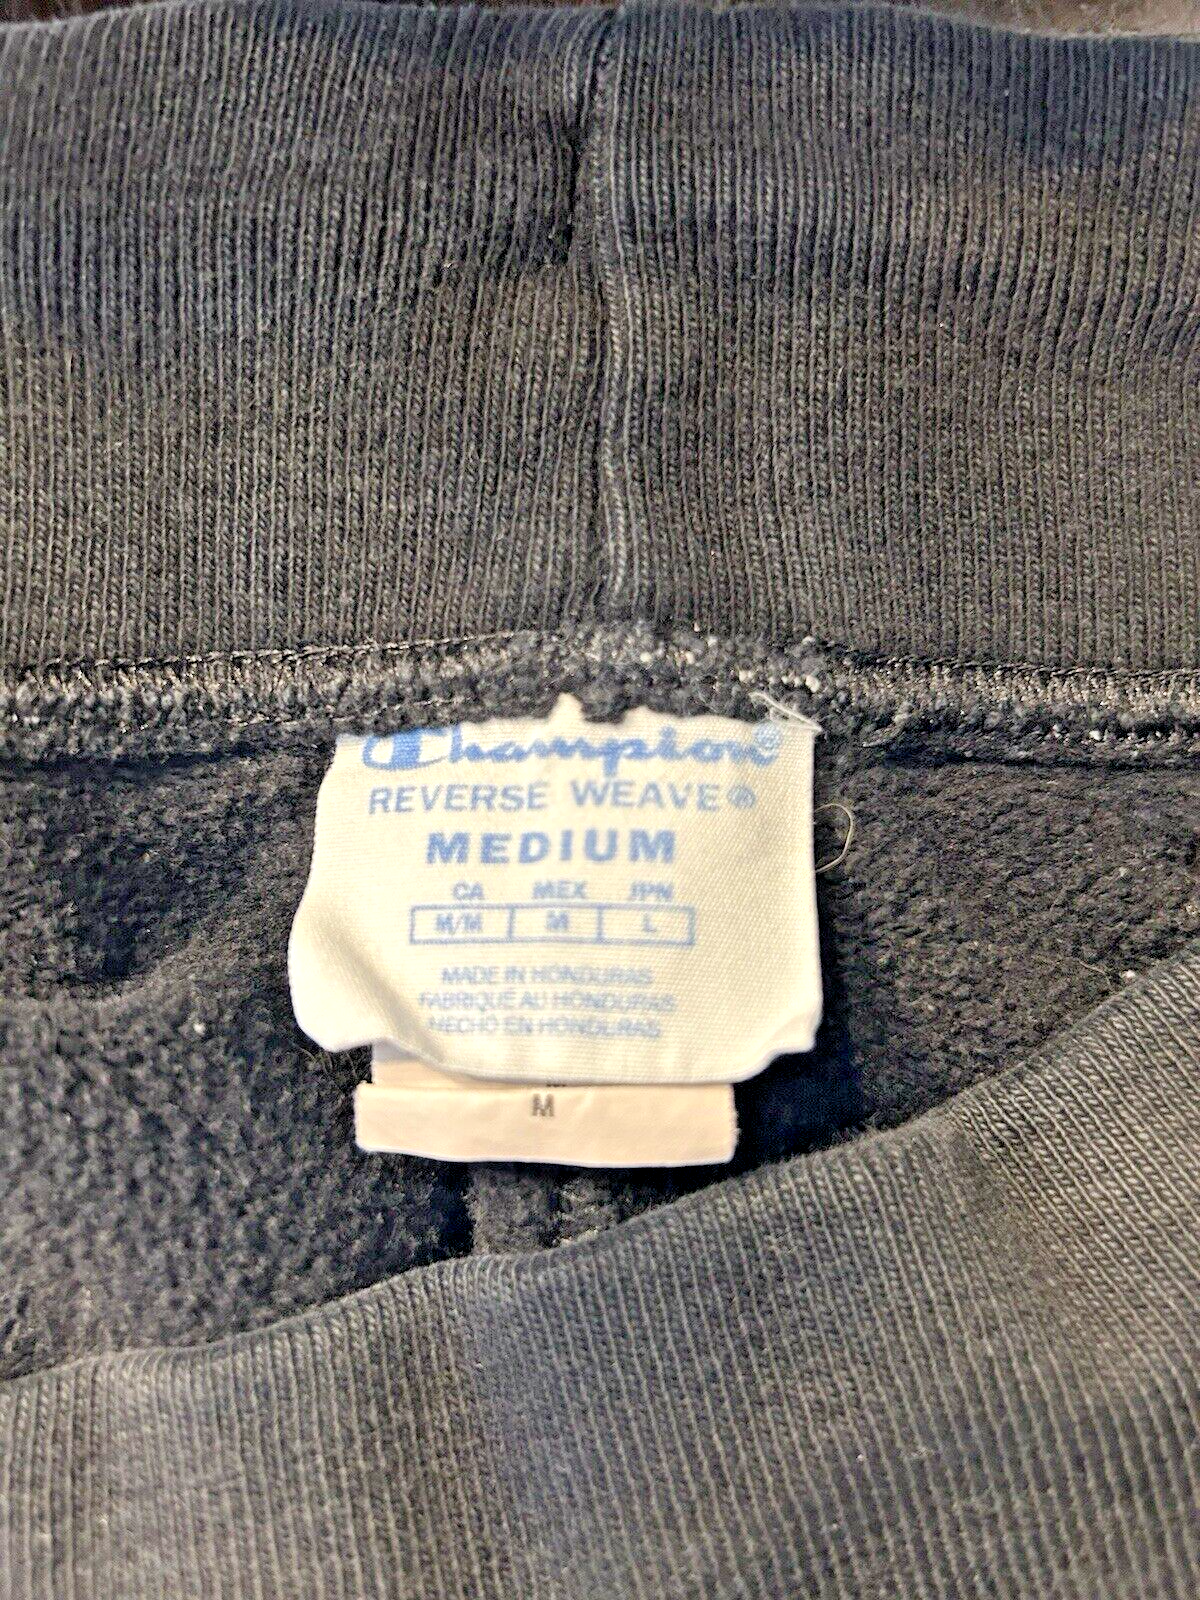 Champion®
REVERSE WEAVE®
MEDIUM
CA MEX JPN
M/M M L
MADE IN HONDURAS
FABRIQUÉ AU HONDURAS
HECHO EN HONDURAS
M